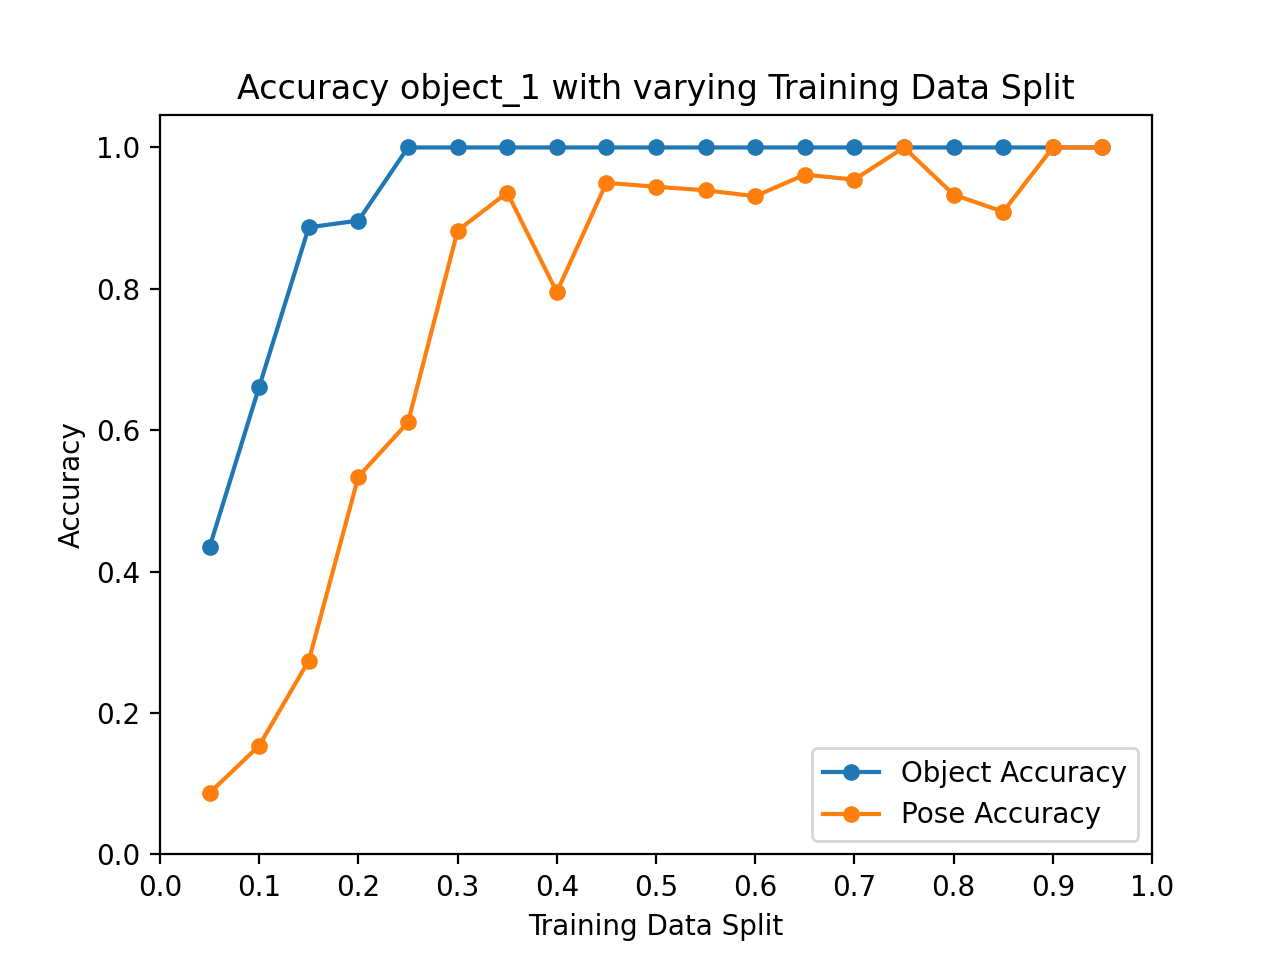 Accuracy object_1 with varying Training Data Split
1.0
0.8
0.6
0.4
0.2
0.0
Accuracy
Object Accuracy
Pose Accuracy
0.0 0.1 0.2 0.3 0.4 0.5 0.6 0.7 0.8 0.9 1.0
Training Data Split